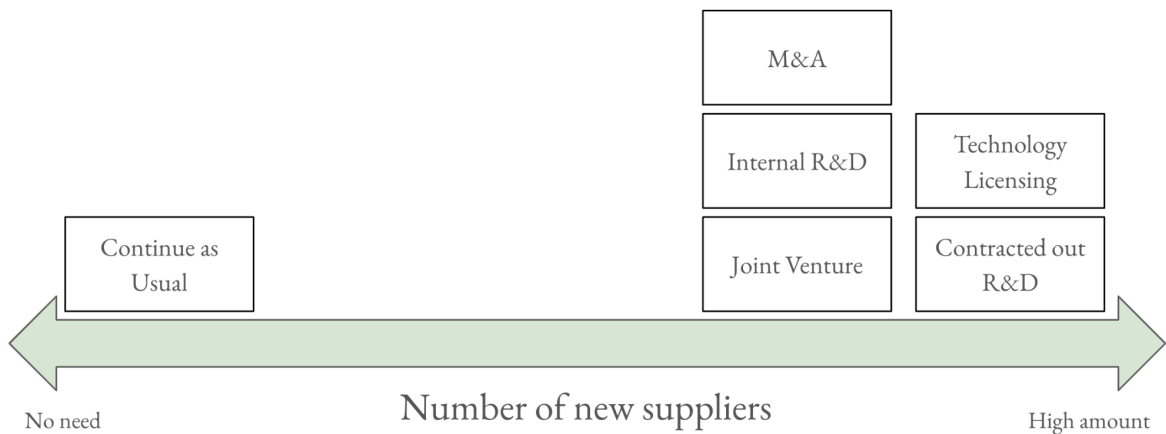 M&A
Internal R&D
Technology
Licensing
Continue as
Usual
Joint Venture
Contracted out
R&D
No need
Number of new suppliers
High amount